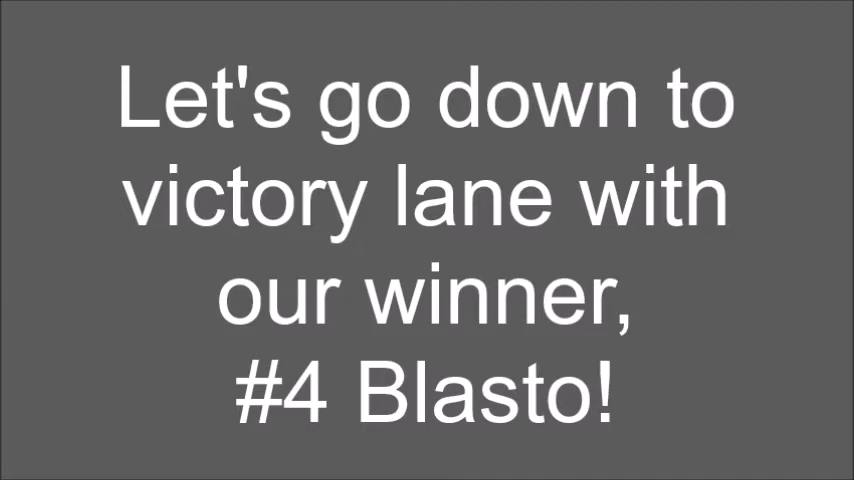 Let's go down to
victory lane with
our winner,
#4 Blasto!